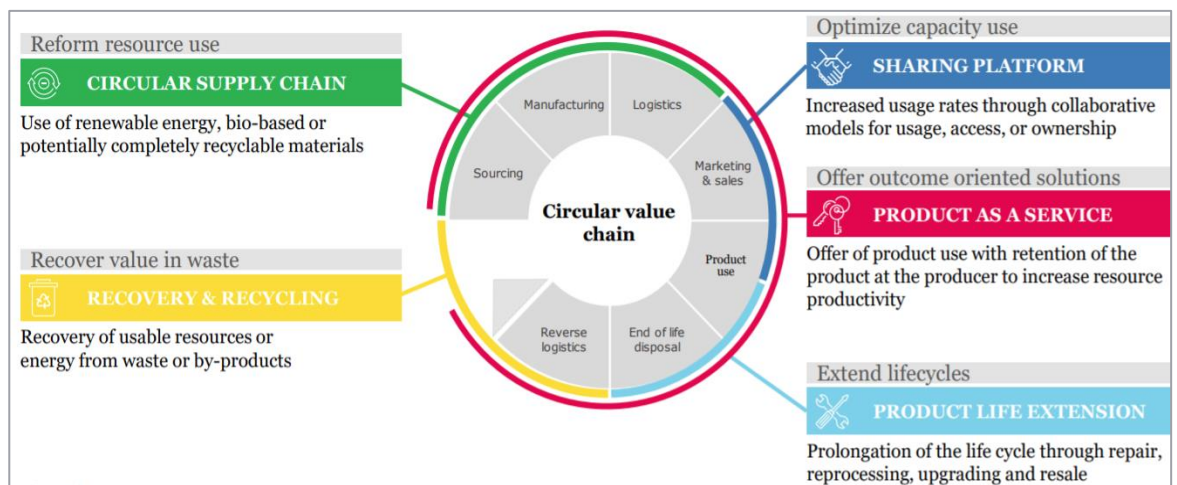 Reform resource use
CIRCULAR SUPPLY CHAIN
Use of renewable energy, bio-based or
potentially completely recyclable materials
Recover value in waste
RECOVERY & RECYCLING
Recovery of usable resources or
energy from waste or by-products
Manufacturing
Logistics
Sourcing
Marketing
& sales
Circular value
chain
Product
use
Reverse
logistics
End of life
disposal
Optimize capacity use
SHARING PLATFORM
Increased usage rates through collaborative
models for usage, access, or ownership
Offer outcome oriented solutions
PRODUCT AS A SERVICE
Offer of product use with retention of the
product at the producer to increase resource
productivity
Extend lifecycles
PRODUCT LIFE EXTENSION
Prolongation of the life cycle through repair,
reprocessing, upgrading and resale